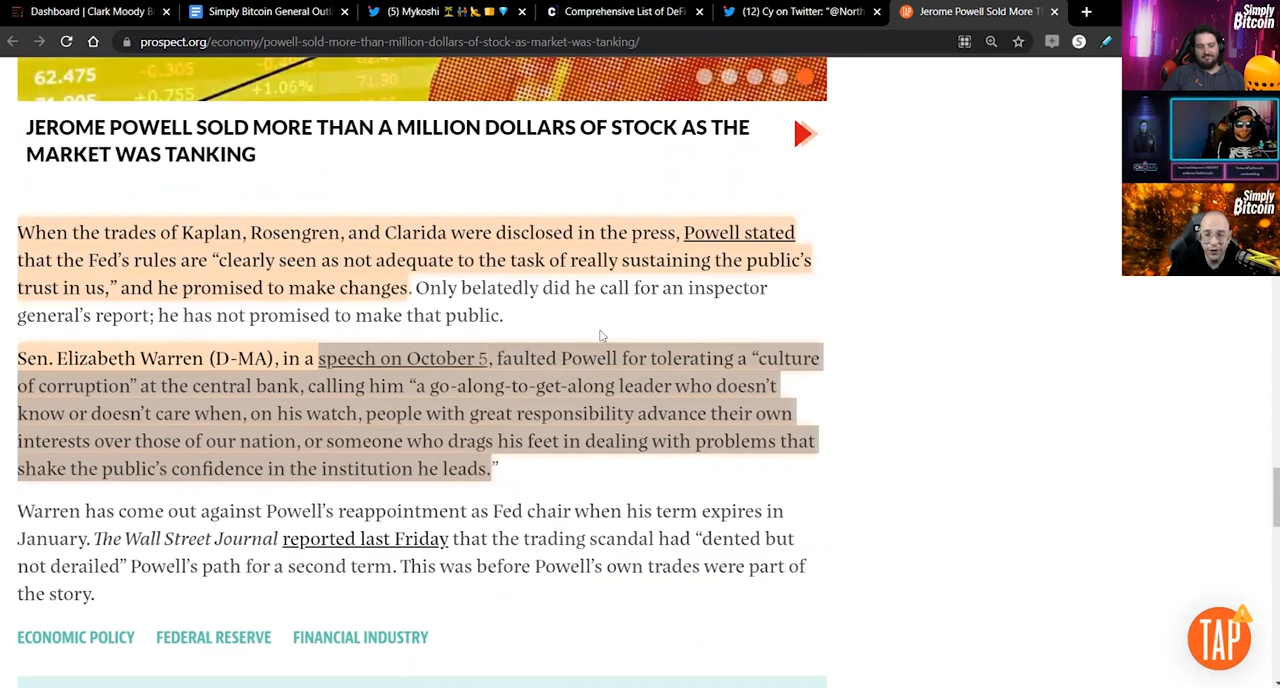 Dashboard | Clark Moody B
Simply Bitcoin General Outl
(5) Mykoshi
Comprehensive List of DeFi
(12) Cy on Twitter: "@North
Jerome Powell Sold More T
prospect.org/economy/powell-sold-more-than-million-dollars-of-stock-as-market-was-tanking/
Simply
Bitcoin
62.475
-0.305
+0.755
+1.06%
JEROME POWELL SOLD MORE THAN A MILLION DOLLARS OF STOCK AS THE
MARKET WAS TANKING
Simply
Bitcoin
When the trades of Kaplan, Rosengren, and Clarida were disclosed in the press, Powell stated
that the Fed's rules are “clearly seen as not adequate to the task of really sustaining the public's
trust in us,” and he promised to make changes. Only belatedly did he call for an inspector
general's report; he has not promised to make that public.
Sen. Elizabeth Warren (D-MA), in a speech on October 5, faulted Powell for tolerating a “culture
of corruption” at the central bank, calling him “a go-along-to-get-along leader who doesn't
know or doesn't care when, on his watch, people with great responsibility advance their own
interests over those of our nation, or someone who drags his feet in dealing with problems that
shake the public's confidence in the institution he leads.”
Warren has come out against Powell's reappointment as Fed chair when his term expires in
January. The Wall Street Journal reported last Friday that the trading scandal had “dented but
not derailed” Powell's path for a second term. This was before Powell's own trades were part of
the story.
ECONOMIC POLICY FEDERAL RESERVE FINANCIAL INDUSTRY
TAP